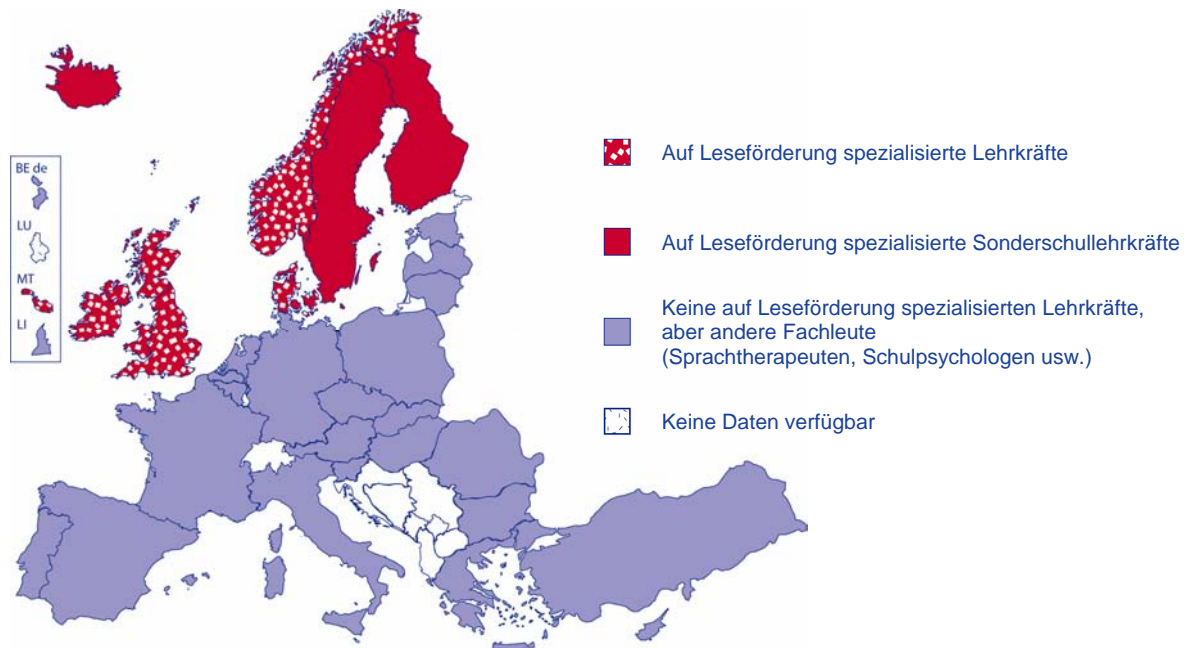 BE de
LU
MT
LI
Auf Leseförderung spezialisierte Lehrkräfte
Auf Leseförderung spezialisierte Sonderschullehrkräfte
Keine auf Leseförderung spezialisierten Lehrkräfte,
aber andere Fachleute
(Sprachtherapeuten, Schulpsychologen usw.)
Keine Daten verfügbar